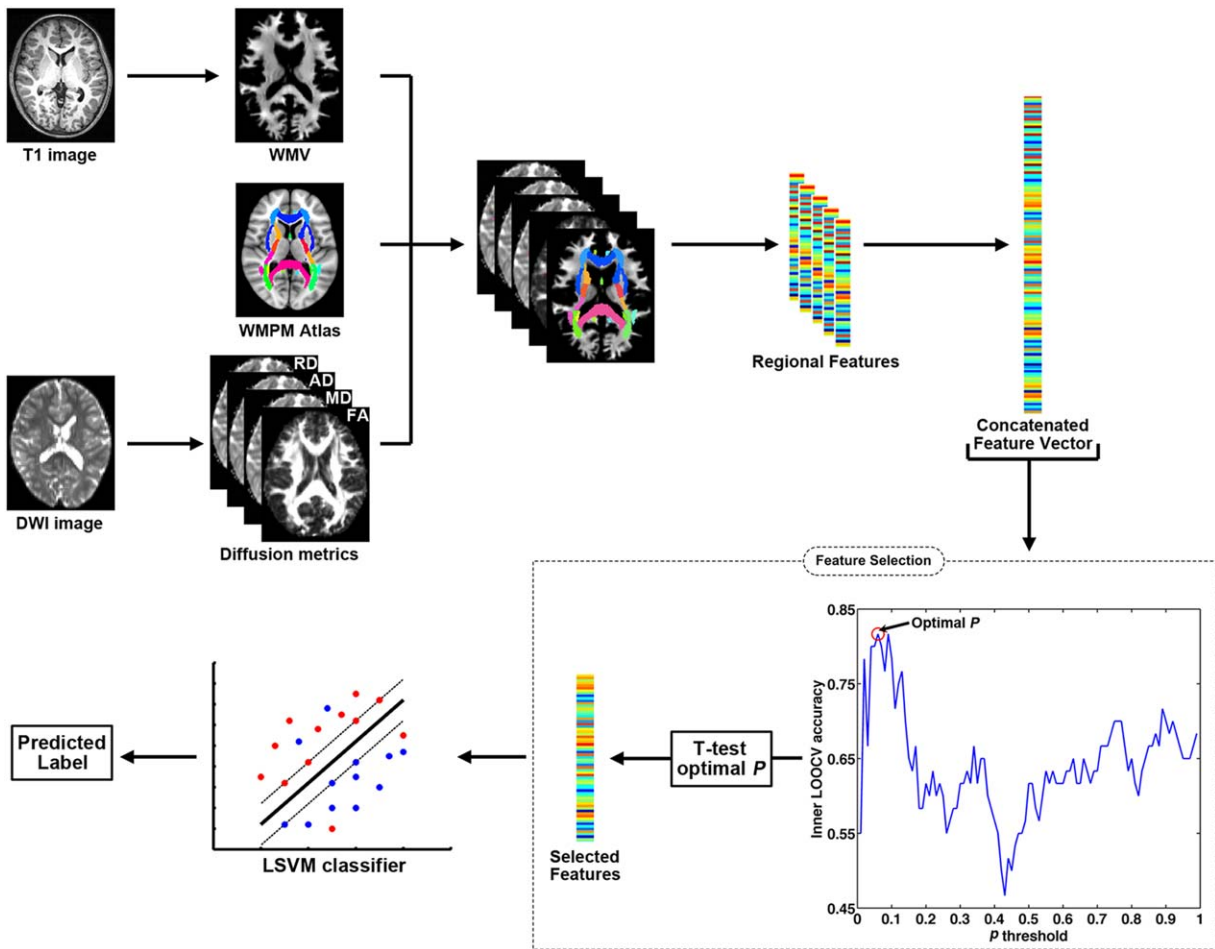 T1 image
WMV
WMPM Atlas
RD
AD
MD
FA
DWI image
Diffusion metrics
Regional Features
Concatenated
Feature Vector
Feature Selection
0.85
0.75
0.65
0.55
0.45
Inner LOOCV accuracy
Optimal P
0
0.1
0.2
0.3
0.4
0.5
0.6
0.7
0.8
0.9
1
P threshold
T-test
optimal P
Selected
Features
LSVM classifier
Predicted
Label